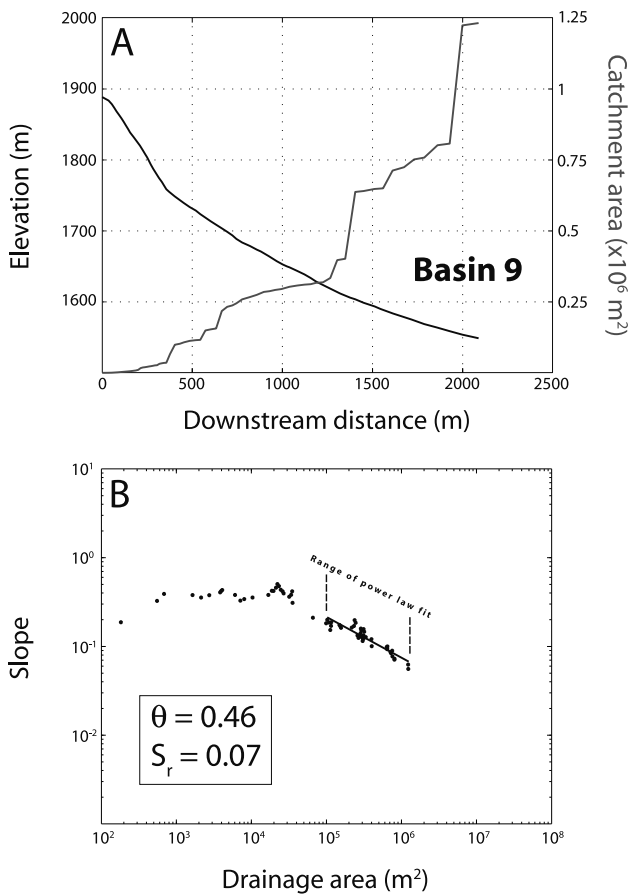 A
2000
1900
1800
1700
1600
Elevation (m)
1.25
1
0.75
0.5
0.25
Catchment area (x10⁶ m²)
Basin 9
0
500
1000
1500
2000
2500
Downstream distance (m)
B
10¹
10⁰
10⁻¹
10⁻²
Slope
Range of power law fit
θ = 0.46
Sᵣ = 0.07
10²
10³
10⁴
10⁵
10⁶
10⁷
10⁸
Drainage area (m²)